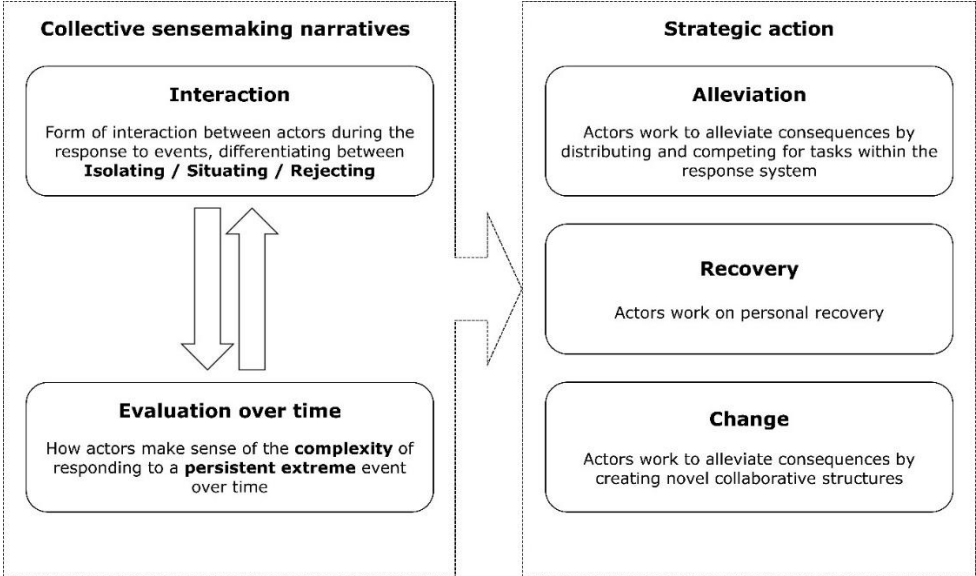 Collective sensemaking narratives
Interaction
Form of interaction between actors during the
response to events, differentiating between
Isolating / Situating / Rejecting
Evaluation over time
How actors make sense of the complexity of
responding to a persistent extreme event
over time
Strategic action
Alleviation
Actors work to alleviate consequences by
distributing and competing for tasks within the
response system
Recovery
Actors work on personal recovery
Change
Actors work to alleviate consequences by
creating novel collaborative structures